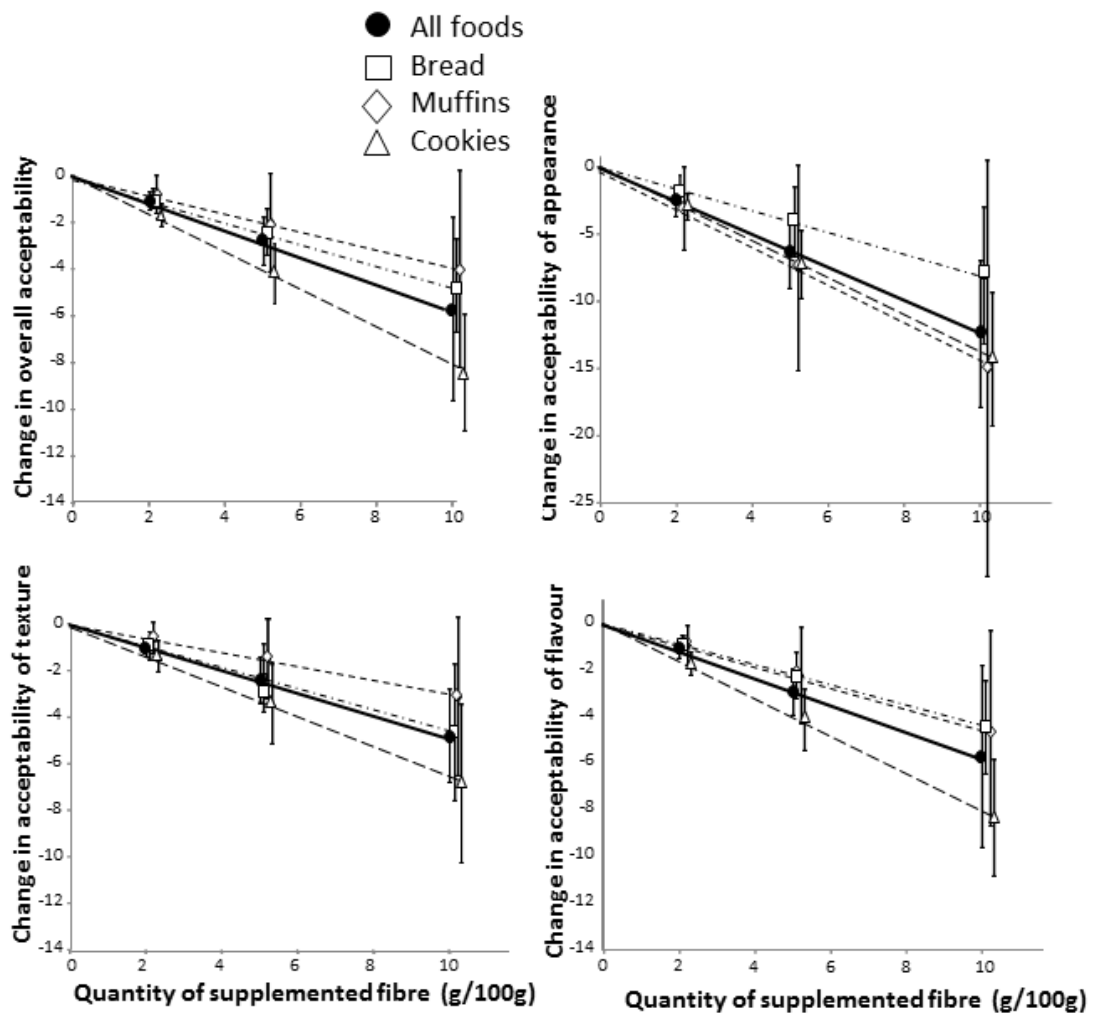 All foods
Bread
Muffins
Cookies
Change in overall acceptability
0
-2
-4
-6
-8
-10
-12
-14
0 2 4 6 8 10
Change in acceptability of appearance
0
-5
-10
-15
-20
-25
0 2 4 6 8 10
Change in acceptability of texture
0
-2
-4
-6
-8
-10
-12
-14
0 2 4 6 8 10
Quantity of supplemented fibre (g/100g)
Change in acceptability of flavour
0
-2
-4
-6
-8
-10
-12
-14
0 2 4 6 8 10
Quantity of supplemented fibre (g/100g)